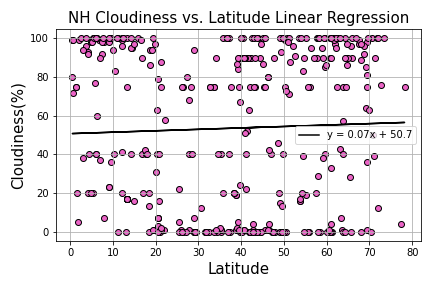 NH Cloudiness vs. Latitude Linear Regression
100
80
60
40
20
0
Cloudiness(%)
y = 0.07x + 50.7
0 10 20 30 40 50 60 70 80
Latitude